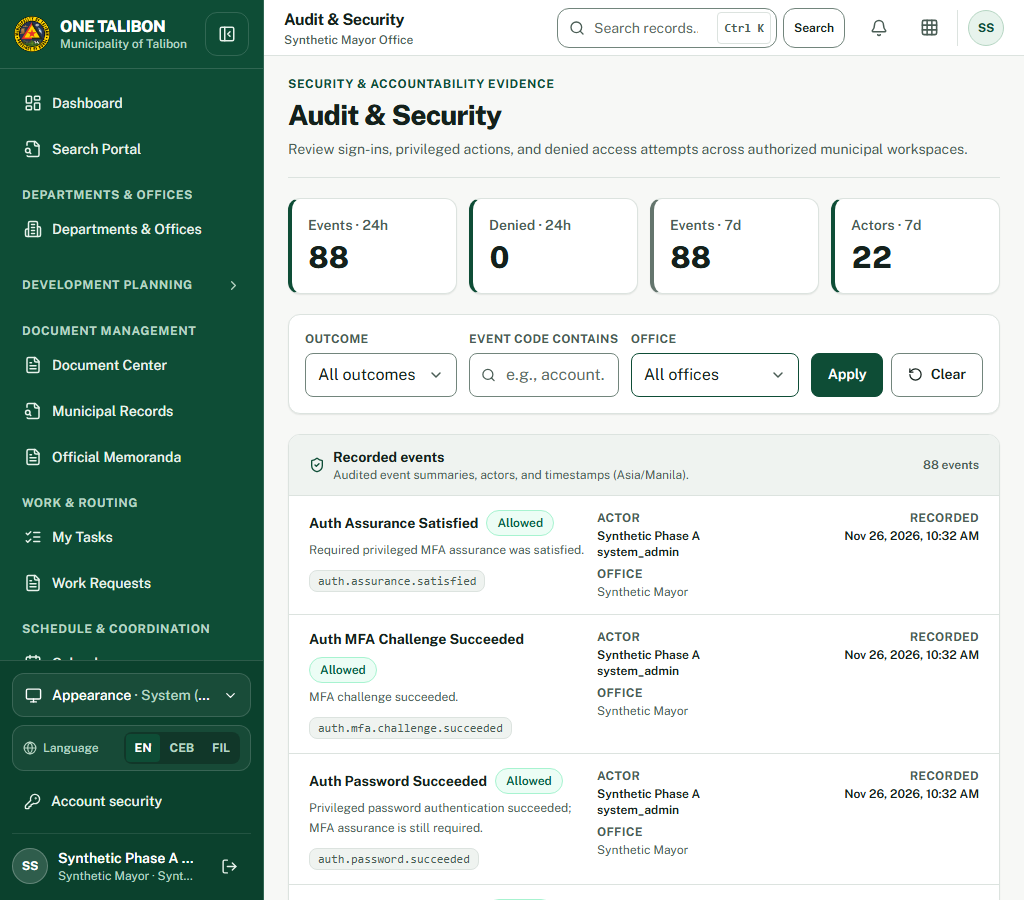 ONE TALIBON
Municipality of Talibon
Dashboard
Search Portal
DEPARTMENTS & OFFICES
Departments & Offices
DEVELOPMENT PLANNING
DOCUMENT MANAGEMENT
Document Center
Municipal Records
Official Memoranda
WORK & ROUTING
My Tasks
Work Requests
SCHEDULE & COORDINATION
Appearance · System (...
Language
EN CEB FIL
Account security
SS
Synthetic Phase A ...
Synthetic Mayor · Synt...
Audit & Security
Synthetic Mayor Office
Search records..
Ctrl K
Search
SS
SECURITY & ACCOUNTABILITY EVIDENCE
Audit & Security
Review sign-ins, privileged actions, and denied access attempts across authorized municipal workspaces.
Events · 24h
88
Denied · 24h
0
Events · 7d
88
Actors · 7d
22
OUTCOME
All outcomes
EVENT CODE CONTAINS
e.g., account.
OFFICE
All offices
Apply
Clear
Recorded events
Audited event summaries, actors, and timestamps (Asia/Manila).
88 events
Auth Assurance Satisfied Allowed
Required privileged MFA assurance was satisfied.
auth.assurance.satisfied
ACTOR
Synthetic Phase A
system_admin
OFFICE
Synthetic Mayor
RECORDED
Nov 26, 2026, 10:32 AM
Auth MFA Challenge Succeeded
Allowed
MFA challenge succeeded.
auth.mfa.challenge.succeeded
ACTOR
Synthetic Phase A
system_admin
OFFICE
Synthetic Mayor
RECORDED
Nov 26, 2026, 10:32 AM
Auth Password Succeeded Allowed
Privileged password authentication succeeded;
MFA assurance is still required.
auth.password.succeeded
ACTOR
Synthetic Phase A
system_admin
OFFICE
Synthetic Mayor
RECORDED
Nov 26, 2026, 10:32 AM